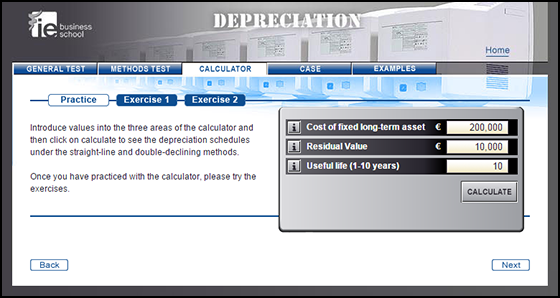 ie business
school
DEPRECIATION
Home
GENERAL TEST METHODS TEST CALCULATOR CASE EXAMPLES
Practice Exercise 1 Exercise 2
Introduce values into the three areas of the calculator and
then click on calculate to see the depreciation schedules
under the straight-line and double-declining methods.
Once you have practiced with the calculator, please try the
exercises.
i Cost of fixed long-term asset € 200,000
i Residual Value € 10,000
i Useful life (1-10 years) 10
CALCULATE
Back Next